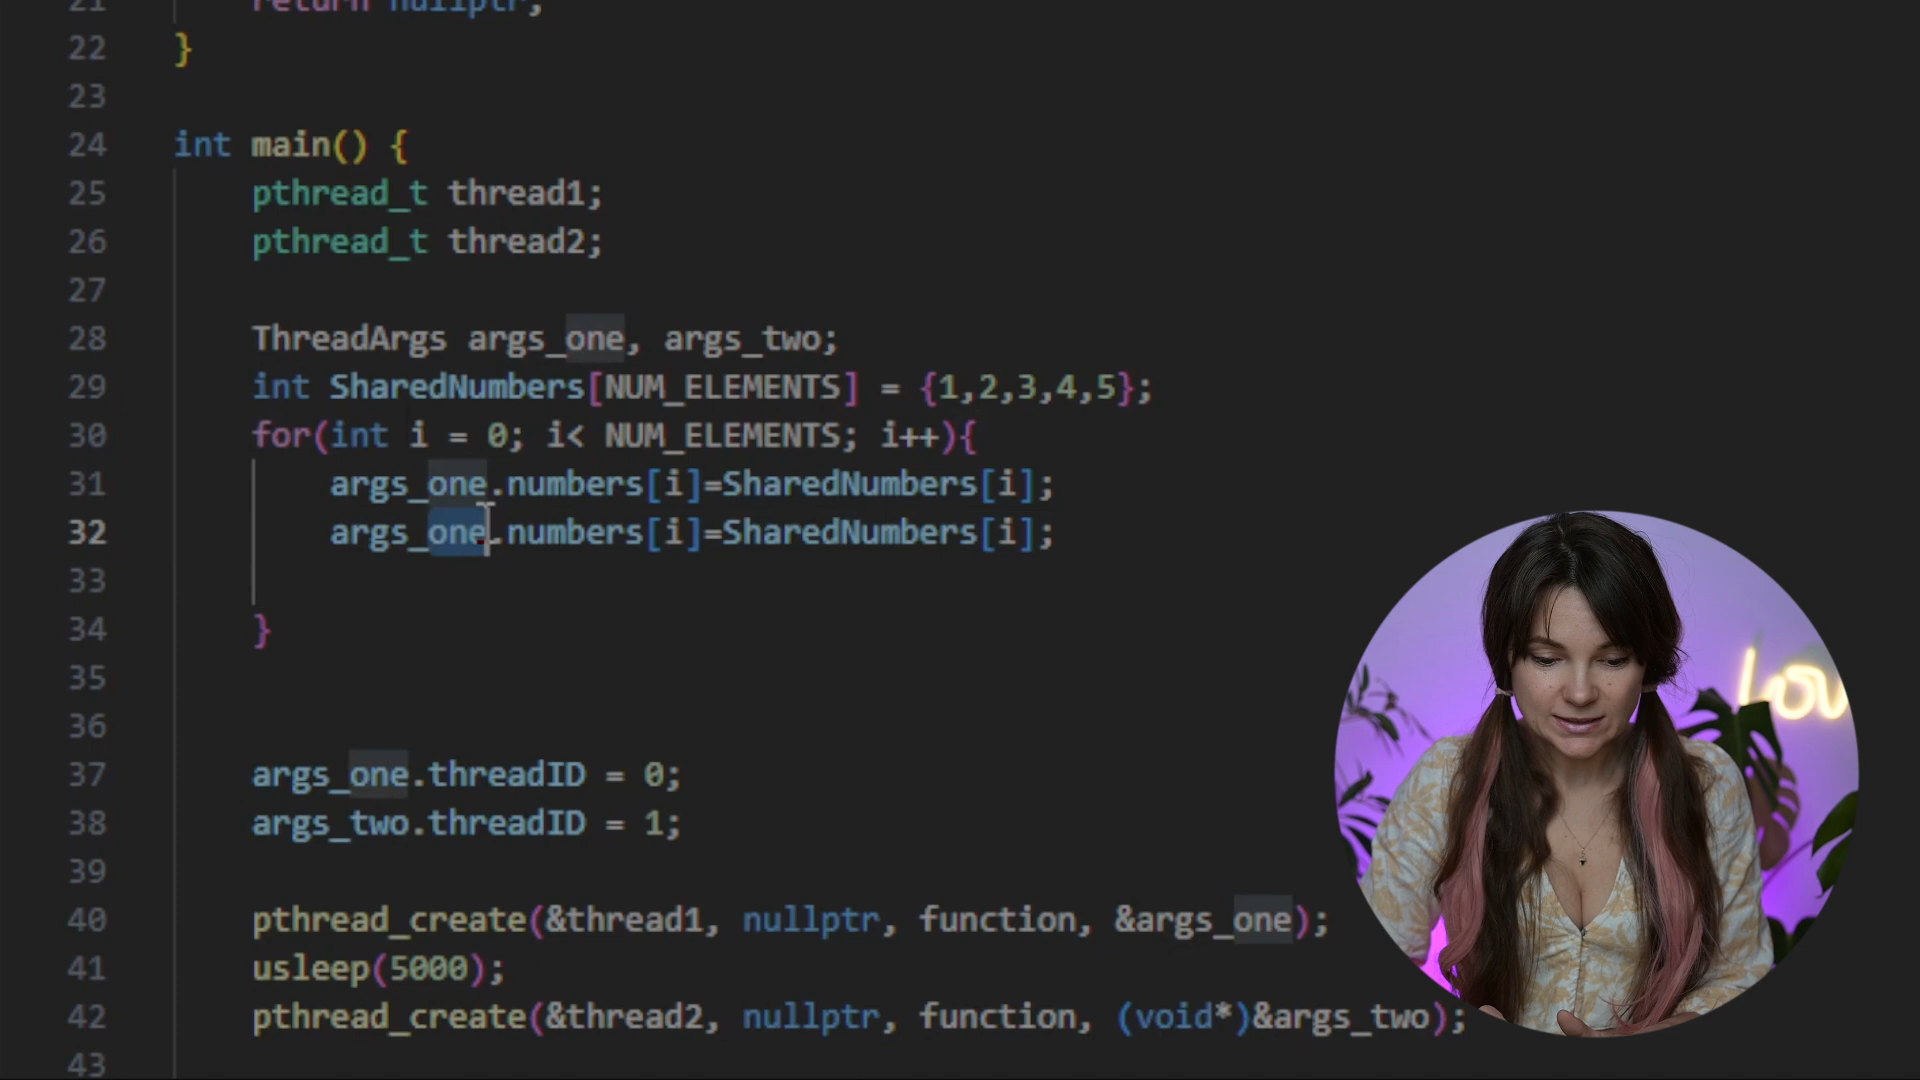 21 return nullptr;
22 }
23
24 int main() {
25 pthread_t thread1;
26 pthread_t thread2;
27
28 ThreadArgs args_one, args_two;
29 int SharedNumbers[NUM_ELEMENTS] = {1,2,3,4,5};
30 for(int i = 0; i< NUM_ELEMENTS; i++){
31 args_one.numbers[i]=SharedNumbers[i];
32 args_one.numbers[i]=SharedNumbers[i];
33
34 }
35
36
37 args_one.threadID = 0;
38 args_two.threadID = 1;
39
40 pthread_create(&thread1, nullptr, function, &args_one);
41 usleep(5000);
42 pthread_create(&thread2, nullptr, function, (void*)&args_two);
43